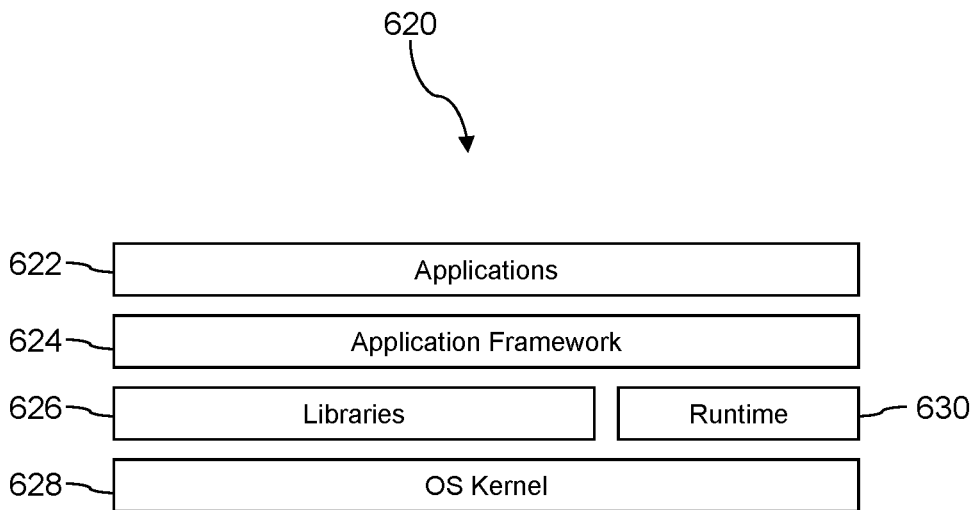 620
622 Applications
624 Application Framework
626 Libraries Runtime 630
628 OS Kernel